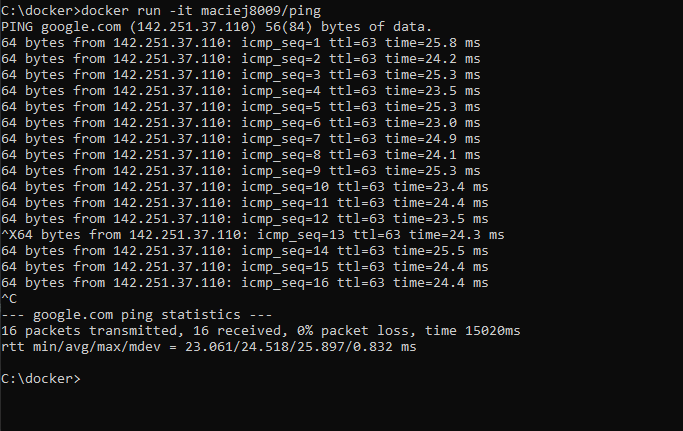 C:\docker>docker run -it maciej8009/ping
PING google.com (142.251.37.110) 56(84) bytes of data.
64 bytes from 142.251.37.110: icmp_seq=1 ttl=63 time=25.8 ms
64 bytes from 142.251.37.110: icmp_seq=2 ttl=63 time=24.2 ms
64 bytes from 142.251.37.110: icmp_seq=3 ttl=63 time=25.3 ms
64 bytes from 142.251.37.110: icmp_seq=4 ttl=63 time=23.5 ms
64 bytes from 142.251.37.110: icmp_seq=5 ttl=63 time=25.3 ms
64 bytes from 142.251.37.110: icmp_seq=6 ttl=63 time=23.0 ms
64 bytes from 142.251.37.110: icmp_seq=7 ttl=63 time=24.9 ms
64 bytes from 142.251.37.110: icmp_seq=8 ttl=63 time=24.1 ms
64 bytes from 142.251.37.110: icmp_seq=9 ttl=63 time=25.3 ms
64 bytes from 142.251.37.110: icmp_seq=10 ttl=63 time=23.4 ms
64 bytes from 142.251.37.110: icmp_seq=11 ttl=63 time=24.4 ms
64 bytes from 142.251.37.110: icmp_seq=12 ttl=63 time=23.5 ms
^X64 bytes from 142.251.37.110: icmp_seq=13 ttl=63 time=24.3 ms
64 bytes from 142.251.37.110: icmp_seq=14 ttl=63 time=25.5 ms
64 bytes from 142.251.37.110: icmp_seq=15 ttl=63 time=24.4 ms
64 bytes from 142.251.37.110: icmp_seq=16 ttl=63 time=24.4 ms
^C
--- google.com ping statistics ---
16 packets transmitted, 16 received, 0% packet loss, time 15020ms
rtt min/avg/max/mdev = 23.061/24.518/25.897/0.832 ms
C:\docker>